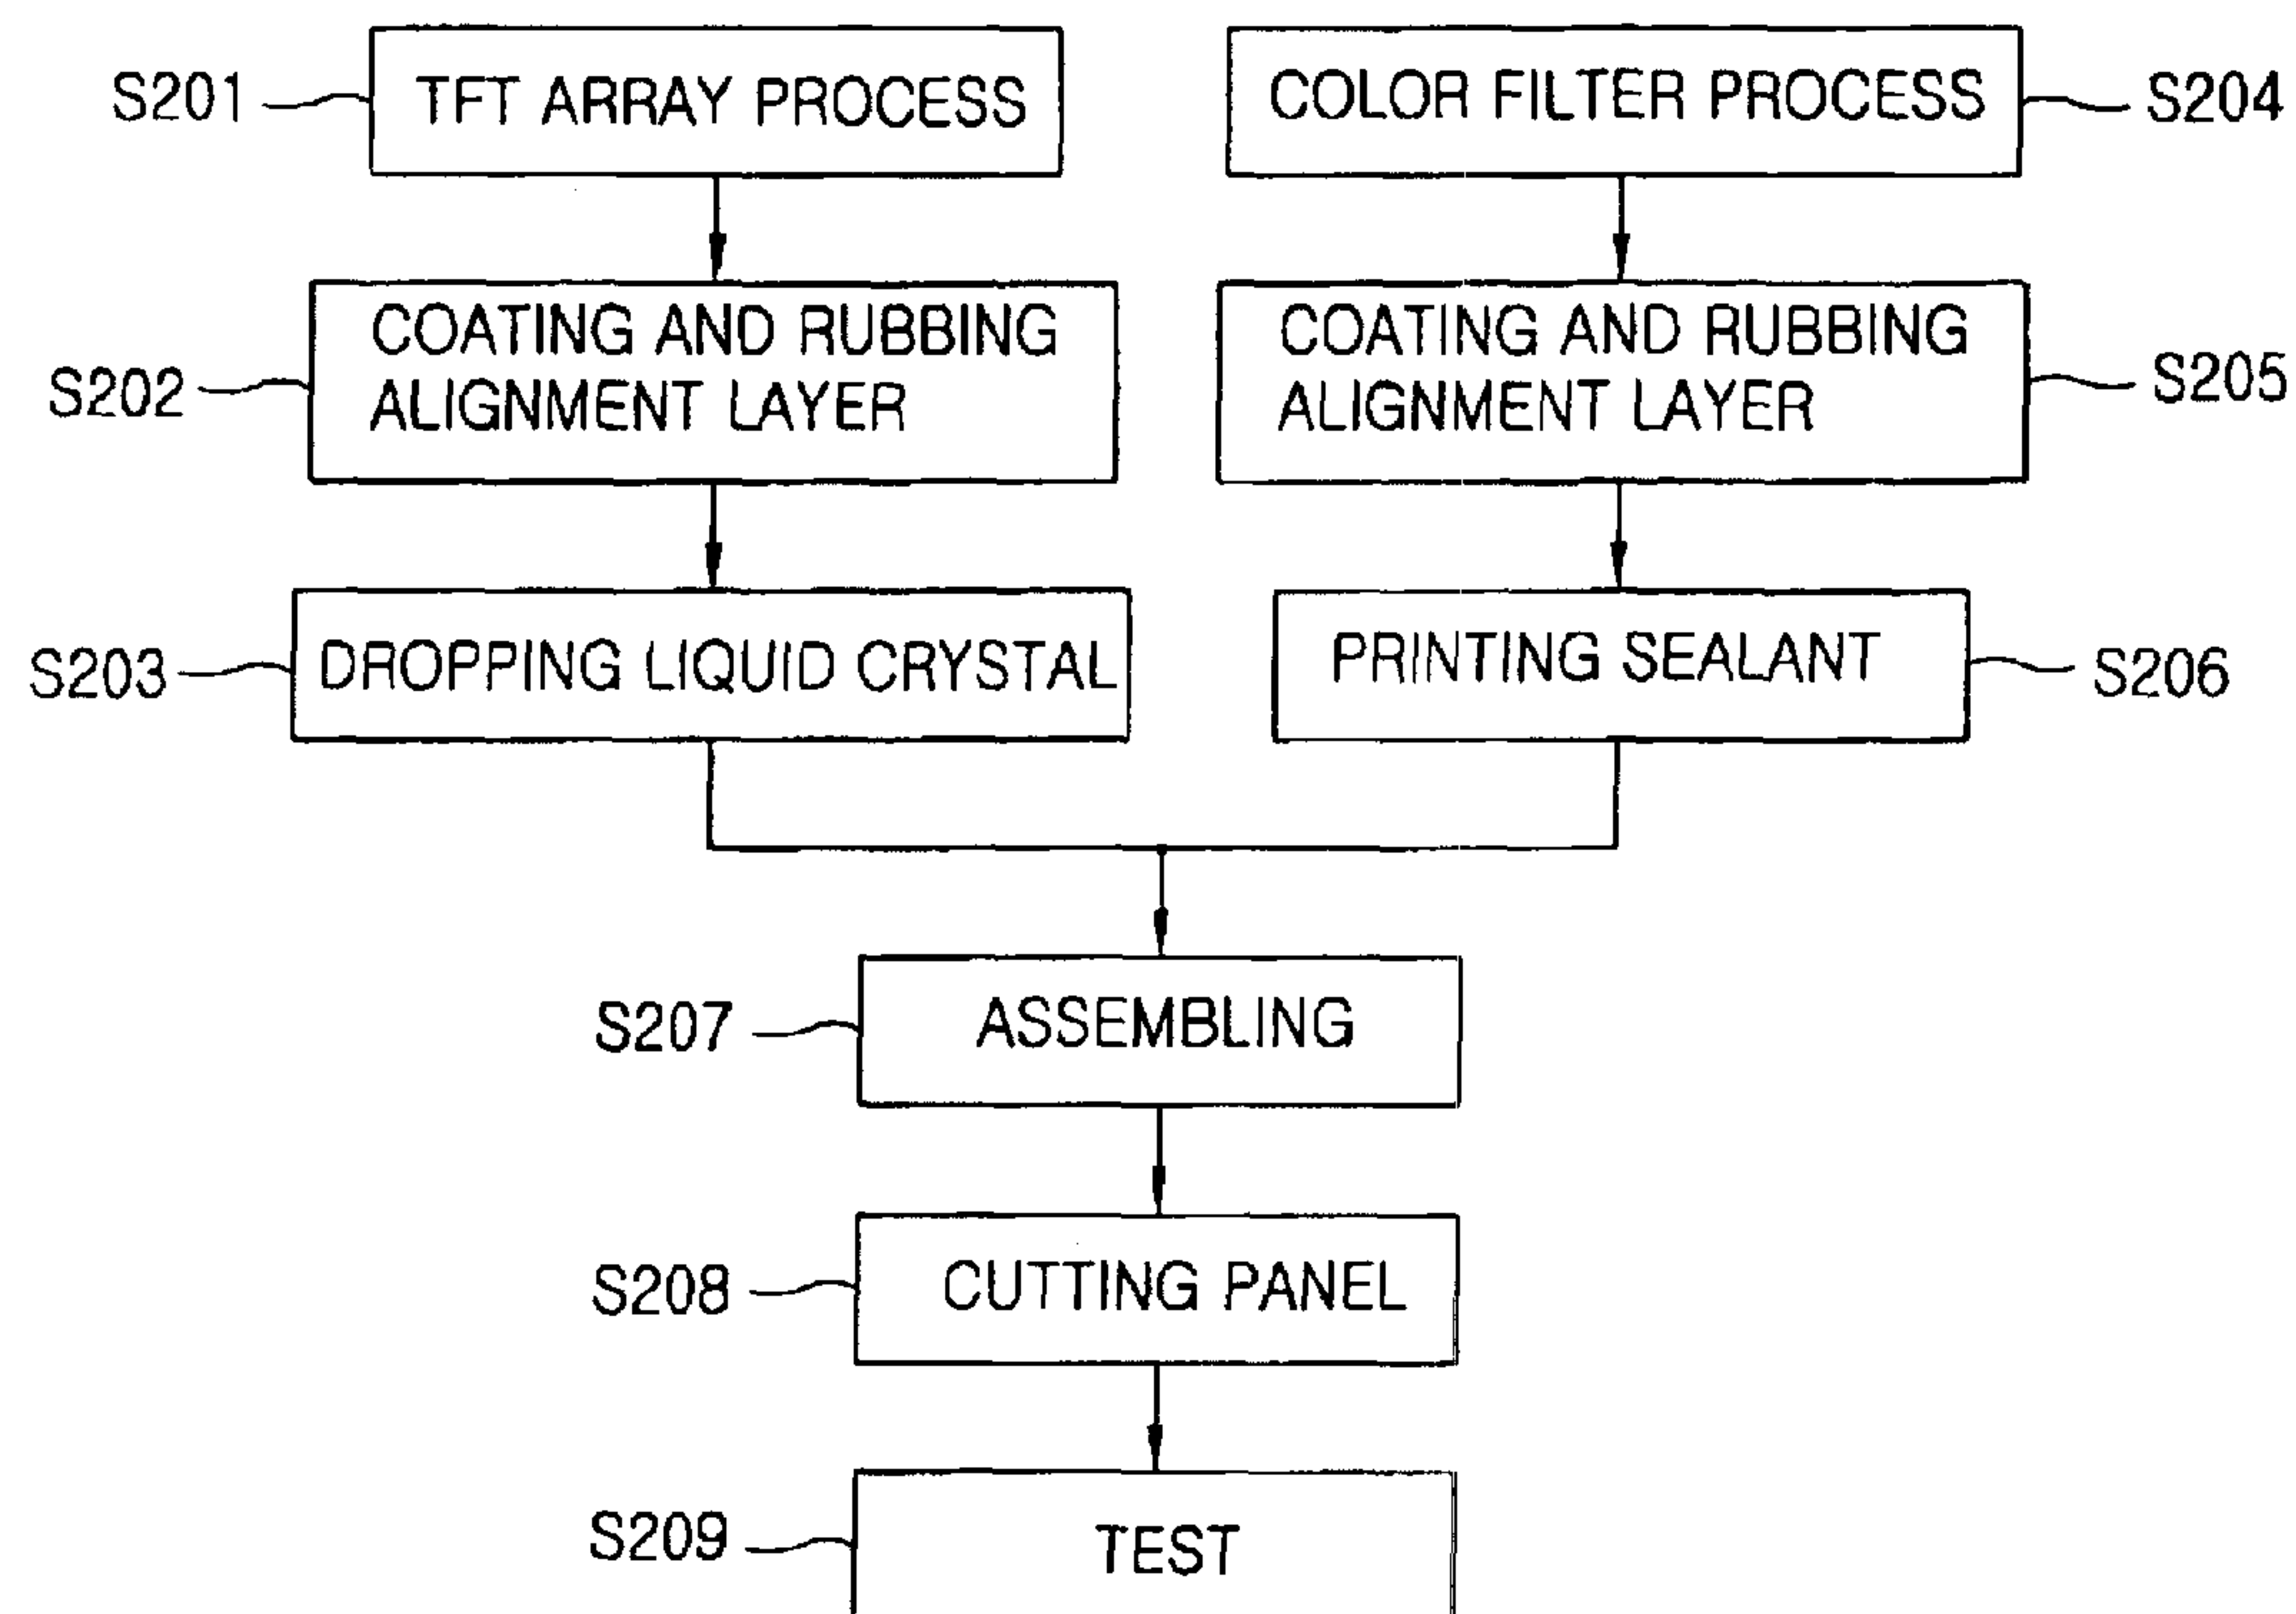 S201
TFT ARRAY PROCESS
COLOR FILTER PROCESS
S204
S202
COATING AND RUBBING
ALIGNMENT LAYER
COATING AND RUBBING
ALIGNMENT LAYER
S205
S203
DROPPING LIQUID CRYSTAL
PRINTING SEALANT
S206
S207
ASSEMBLING
S208
CUTTING PANEL
S209
TEST